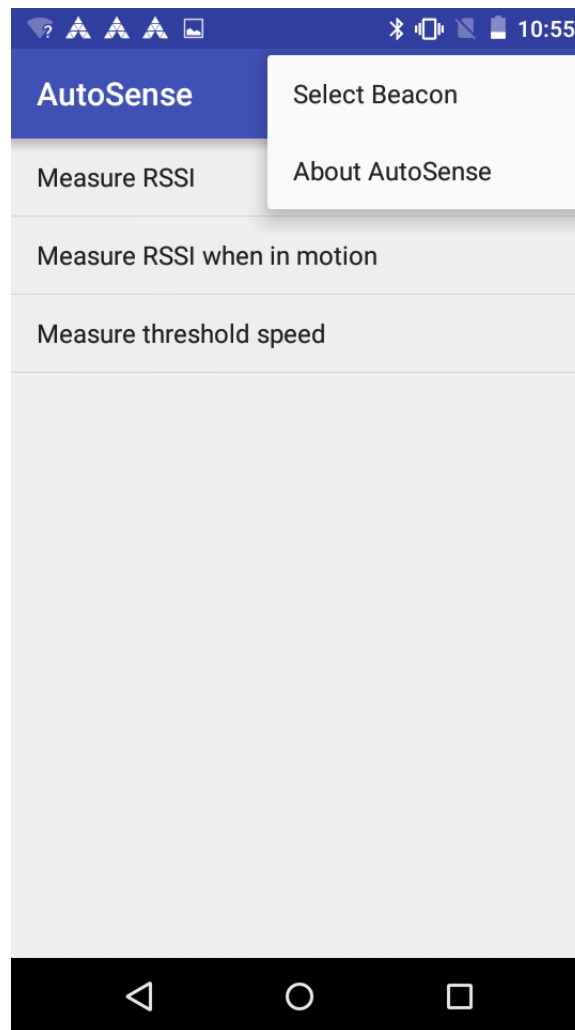 10:55
AutoSense
Select Beacon
About AutoSense
Measure RSSI
Measure RSSI when in motion
Measure threshold speed